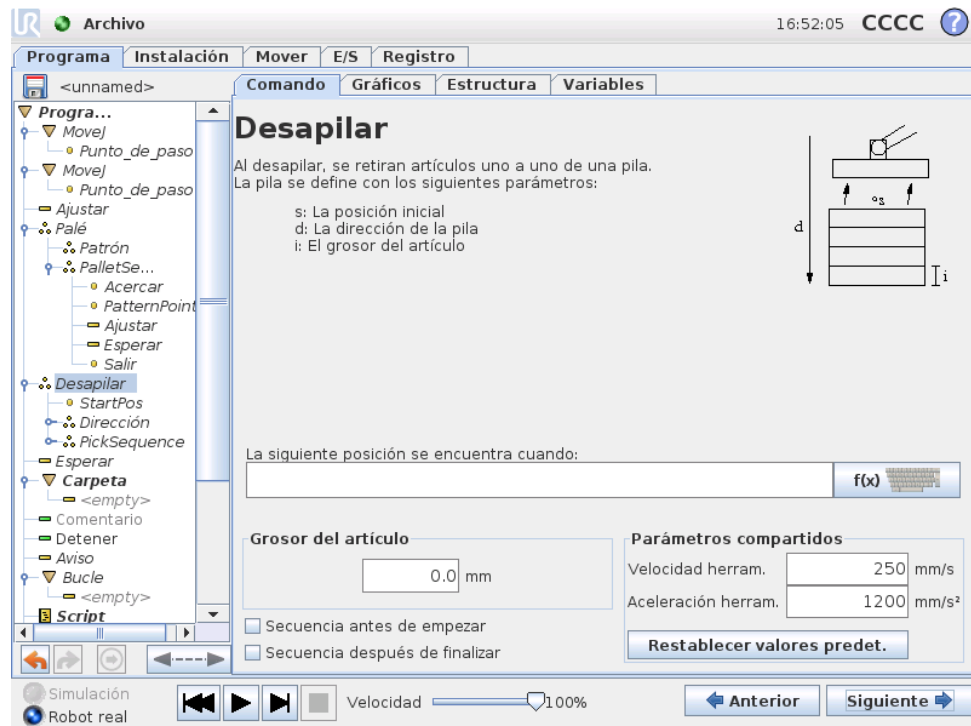 UR Archivo 16:52:05 CCCC ?
Programa Instalación Mover E/S Registro
<unnamed>
Comando Gráficos Estructura Variables
Progra...
MoveJ
Punto_de_paso
MoveJ
Punto_de_paso
Ajustar
Palé
Patrón
PalletSe...
Acercar
PatternPoint
Ajustar
Esperar
Salir
Desapilar
StartPos
Dirección
PickSequence
Esperar
Carpeta
<empty>
Comentario
Detener
Aviso
Bucle
<empty>
Script
Desapilar
Al desapilar, se retiran artículos uno a uno de una pila.
La pila se define con los siguientes parámetros:
s: La posición inicial
d: La dirección de la pila
i: El grosor del artículo
s
d
i
La siguiente posición se encuentra cuando:
f(x)
Grosor del artículo
0.0 mm
Secuencia antes de empezar
Secuencia después de finalizar
Parámetros compartidos
Velocidad herram. 250 mm/s
Aceleración herram. 1200 mm/s²
Restablecer valores predet.
Simulación
Robot real
Velocidad 100%
Anterior Siguiente